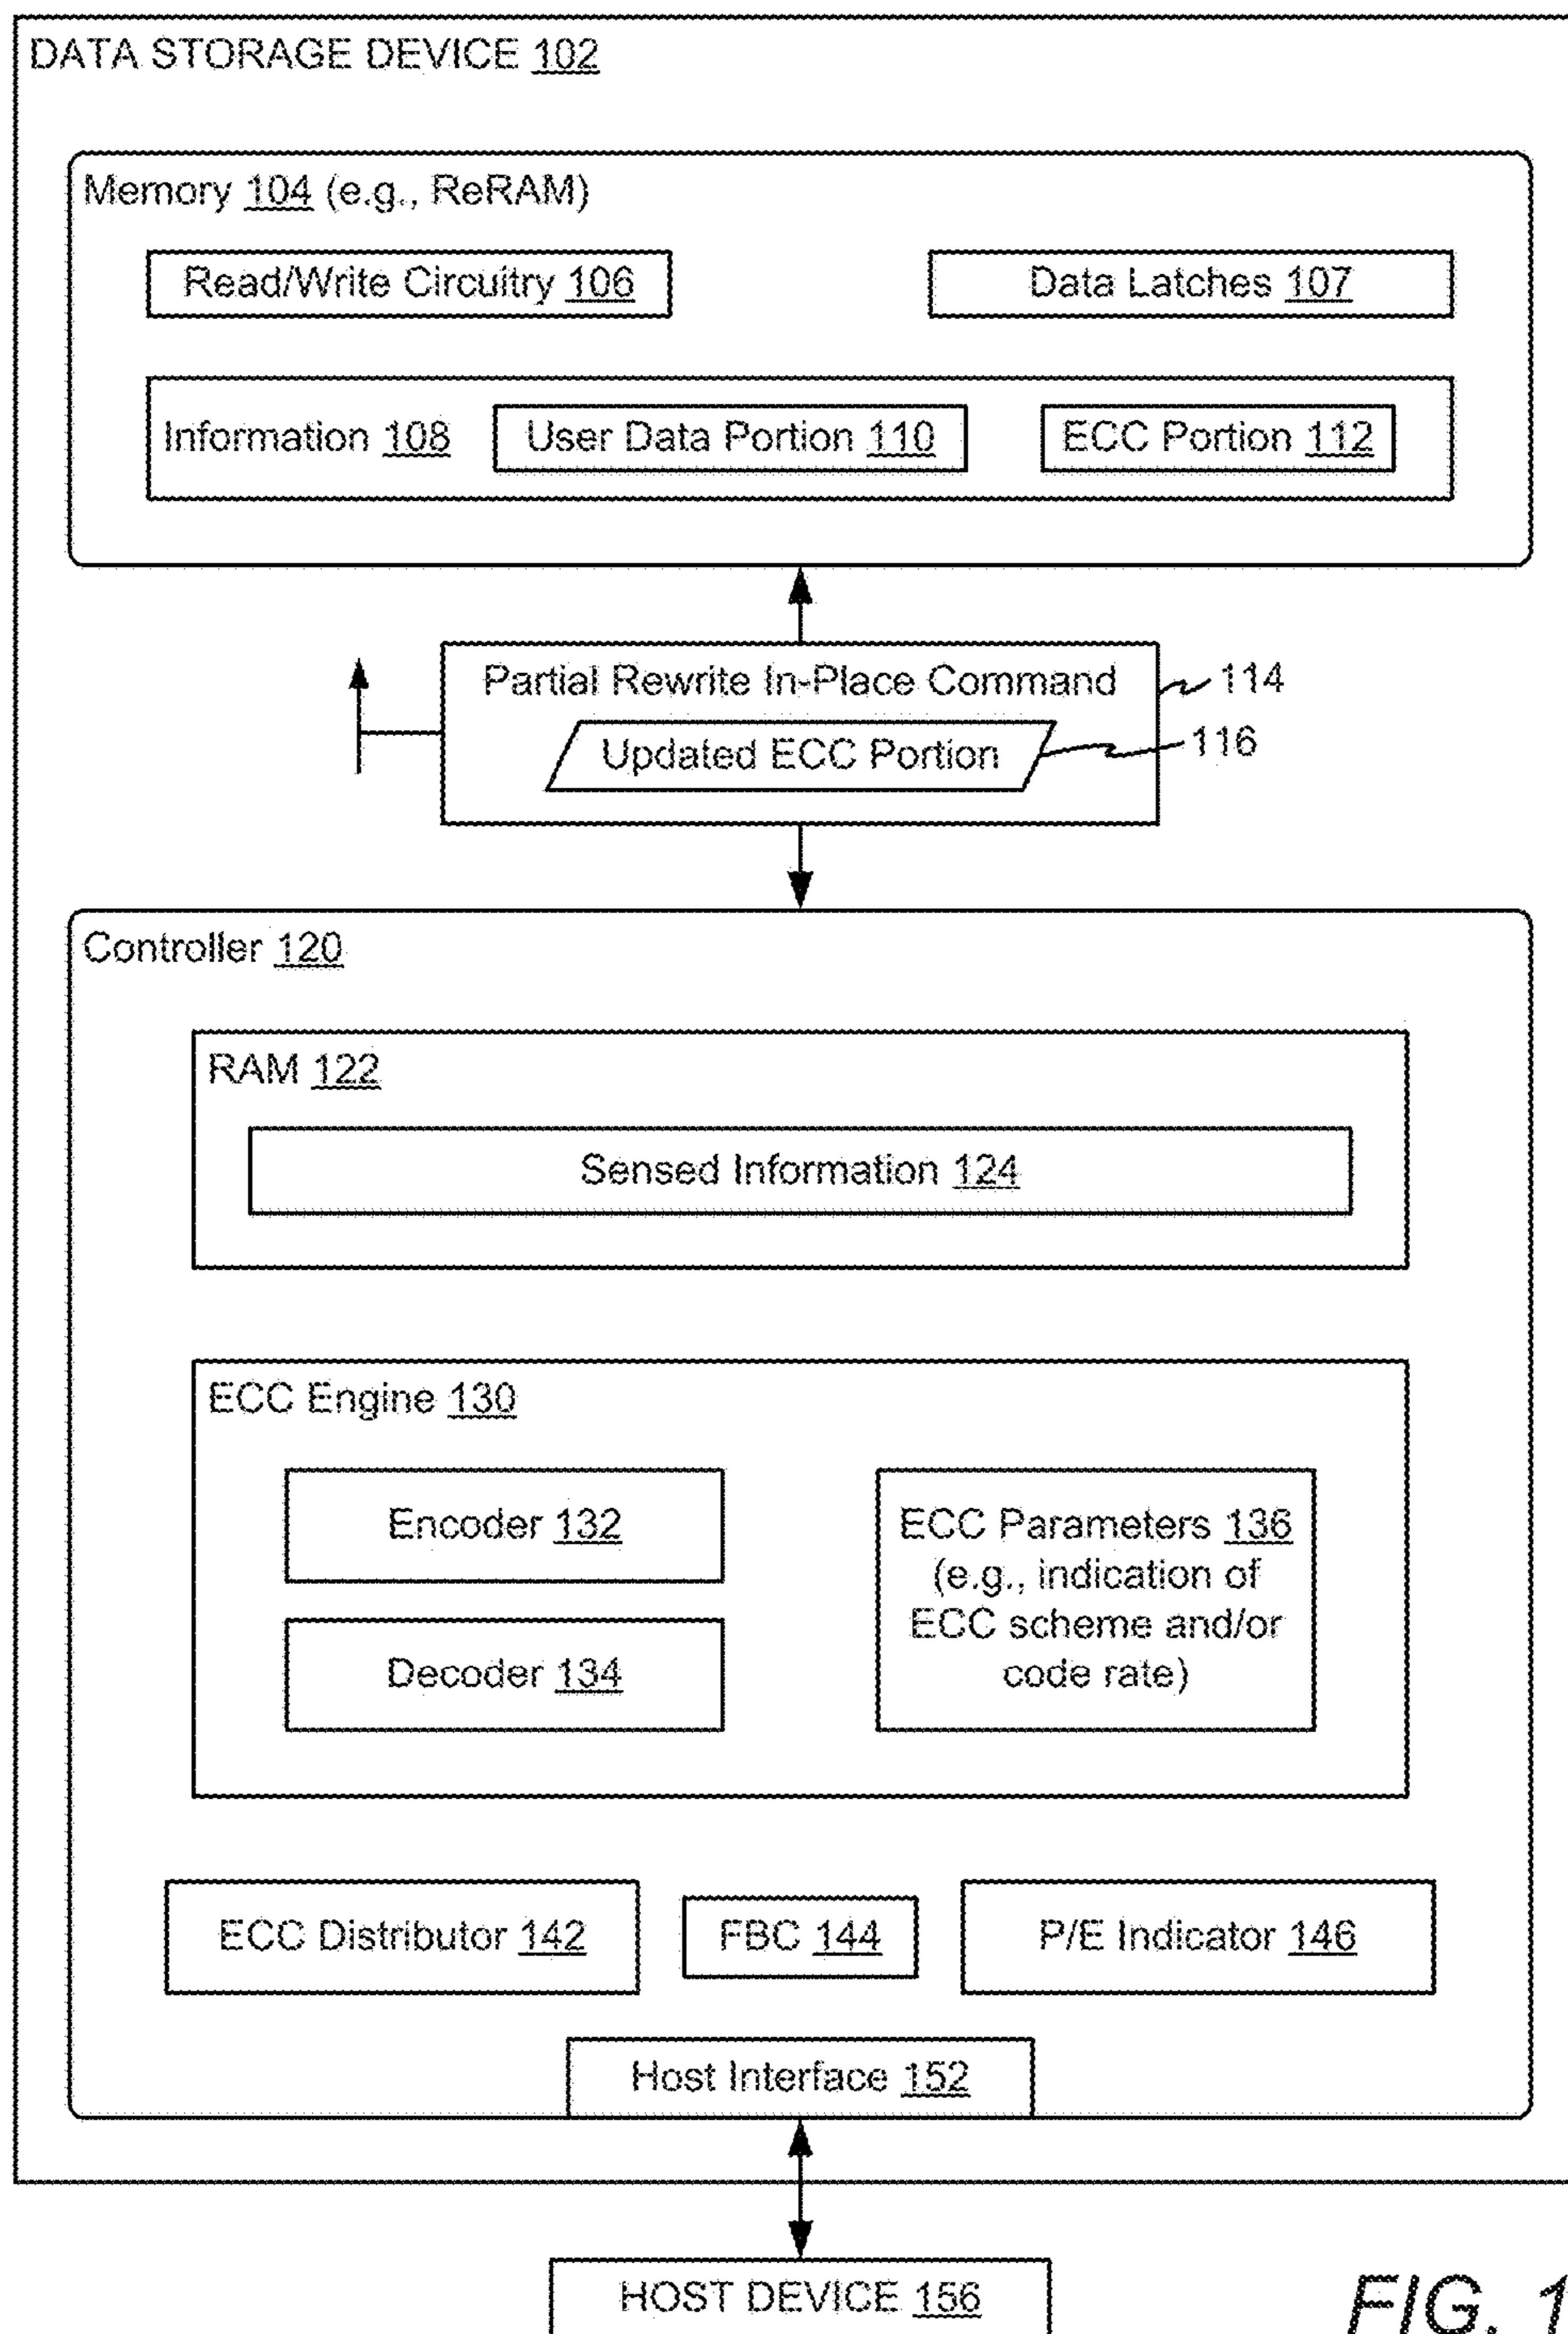 DATA STORAGE DEVICE 102
Memory 104 (e.g., ReRAM)
Read/Write Circuitry 106
Data Latches 107
Information 108
User Data Portion 110
ECC Portion 112
Partial Rewrite In-Place Command
114
Updated ECC Portion
116
Controller 120
RAM 122
Sensed Information 124
ECC Engine 130
Encoder 132
Decoder 134
ECC Parameters 136
(e.g., indication of
ECC scheme and/or
code rate)
ECC Distributor 142
FBC 144
P/E Indicator 146
Host Interface 152
HOST DEVICE 156
FIG. 1